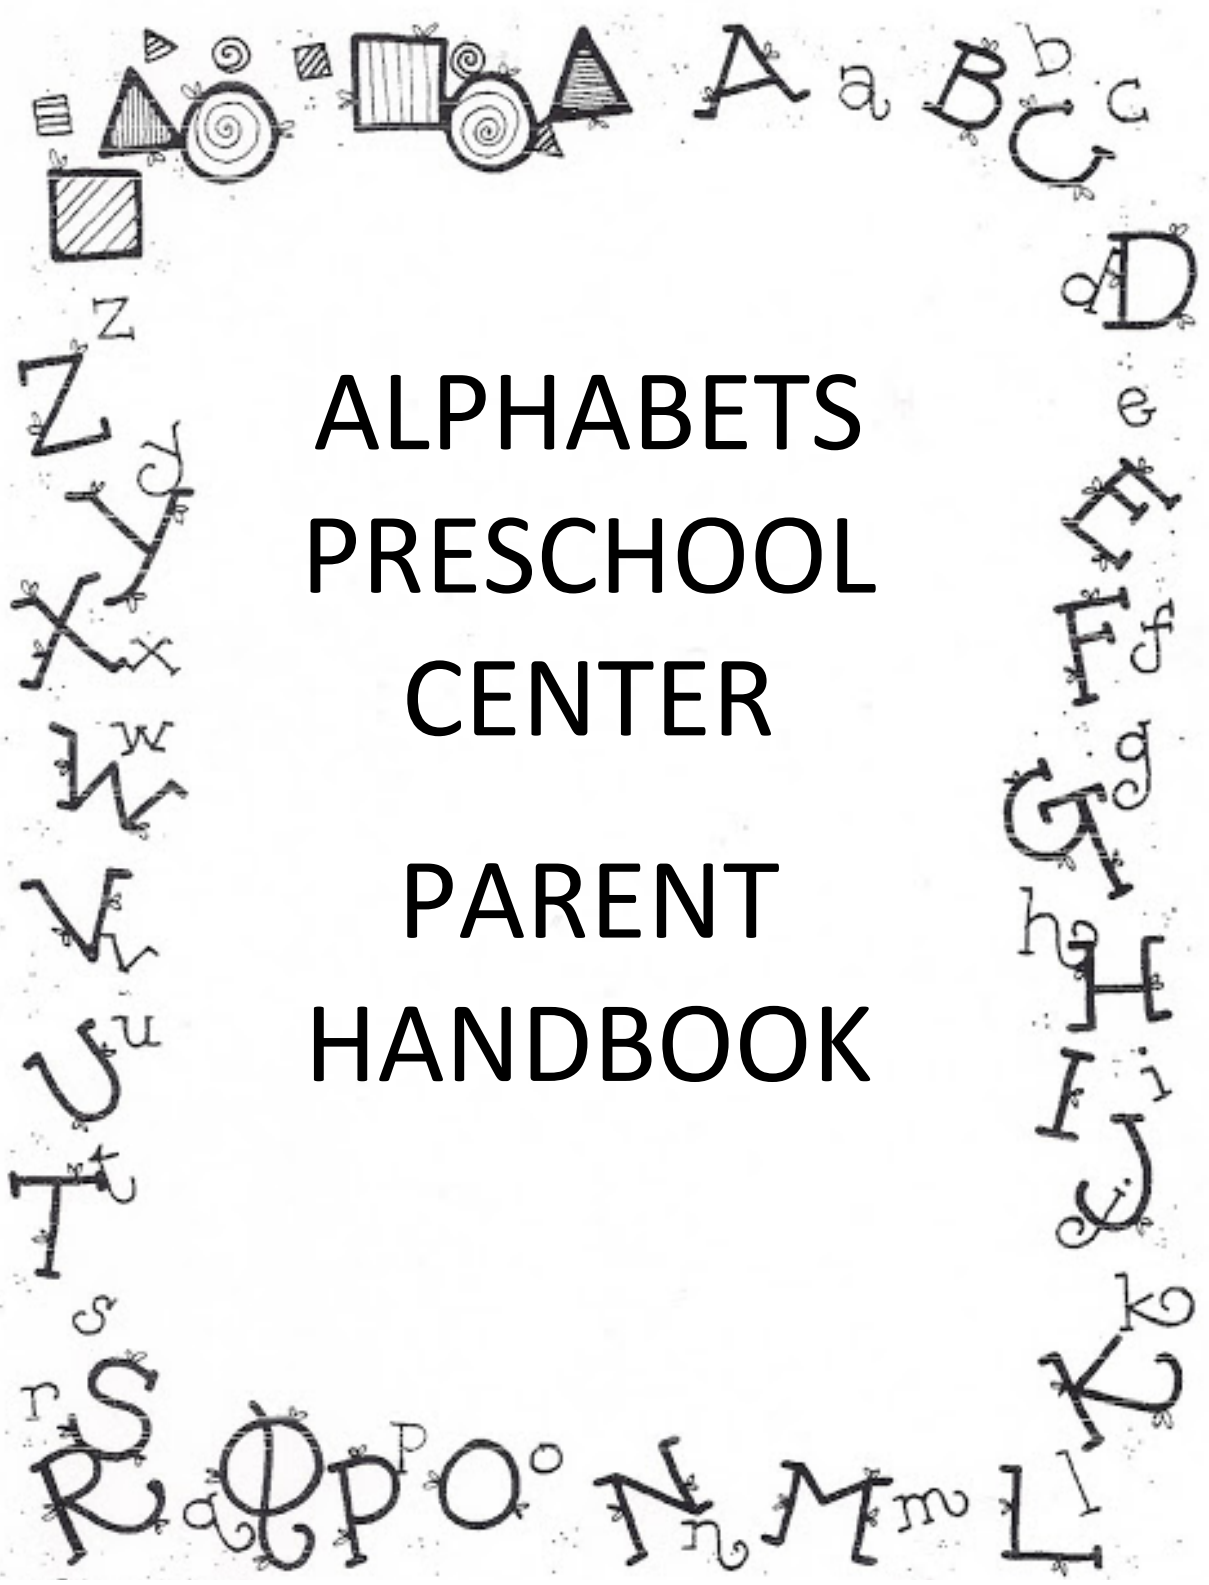 A a B b C c
d D
e
E
F f
g
G
h H
I i
J j
k
K
L l
M m
N n
O o
P p
Q q
R r
S
s
T t
U u
V v
W w
X x
Y y
Z
z
ALPHABETS
PRESCHOOL
CENTER
PARENT
HANDBOOK